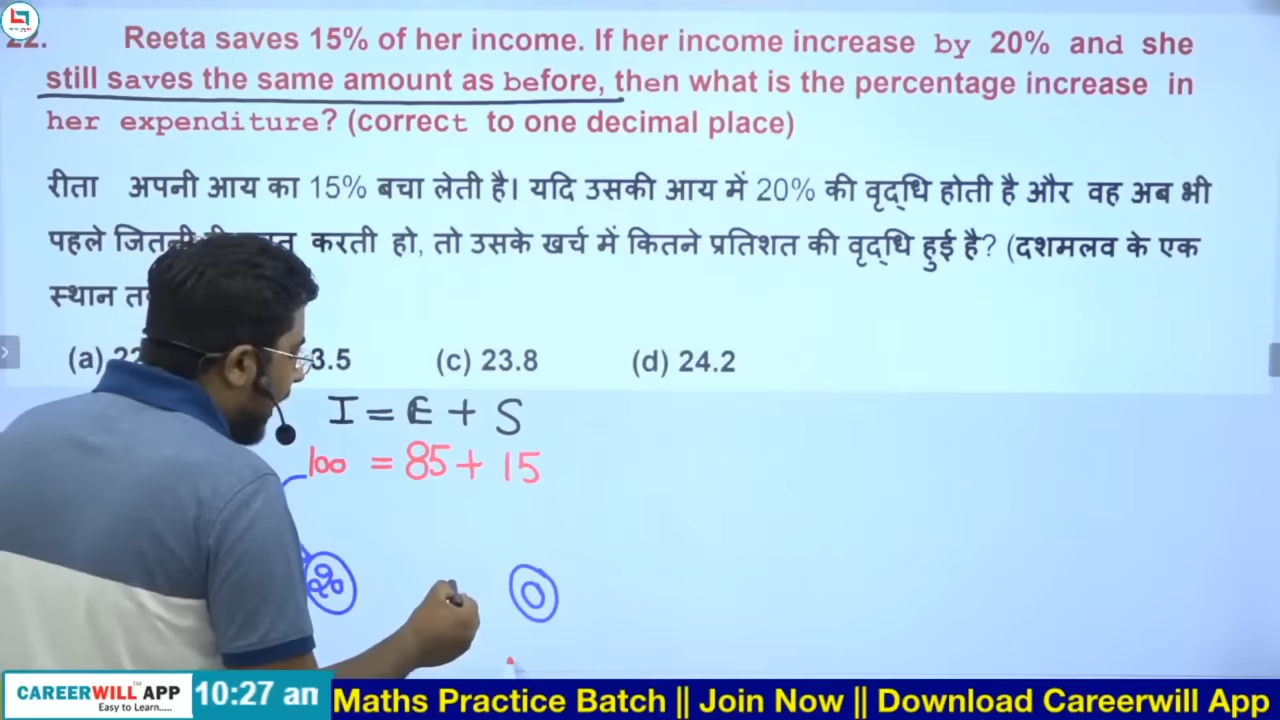 22. Reeta saves 15% of her income. If her income increase by 20% and she
still saves the same amount as before, then what is the percentage increase in
her expenditure? (correct to one decimal place)
रीता अपनी आय का 15% बचा लेती है। यदि उसकी आय में 20% की वृद्धि होती है और वह अब भी
पहले करती हो, तो उसके खर्च में कितने प्रतिशत की वृद्धि हुई है? (दशमलव के एक
स्थान
(a) 3.5 (c) 23.8 (d) 24.2
I = E + S
100 = 85 + 15
20 0
CAREERWILL APP
Easy to Learn.....
10:27 an
Maths Practice Batch || Join Now || Download Careerwill App